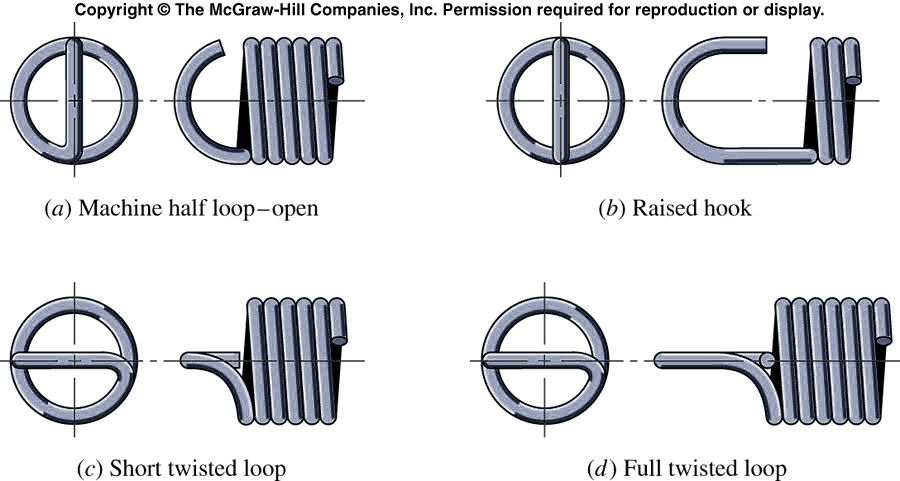 Copyright © The McGraw-Hill Companies, Inc. Permission required for reproduction or display.
(a) Machine half loop–open
(b) Raised hook
(c) Short twisted loop
(d) Full twisted loop